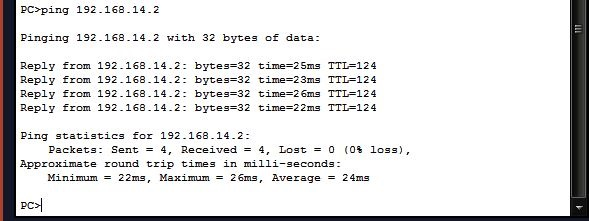 PC>ping 192.168.14.2
Pinging 192.168.14.2 with 32 bytes of data:
Reply from 192.168.14.2: bytes=32 time=25ms TTL=124
Reply from 192.168.14.2: bytes=32 time=23ms TTL=124
Reply from 192.168.14.2: bytes=32 time=26ms TTL=124
Reply from 192.168.14.2: bytes=32 time=22ms TTL=124
Ping statistics for 192.168.14.2:
Packets: Sent = 4, Received = 4, Lost = 0 (0% loss),
Approximate round trip times in milli-seconds:
Minimum = 22ms, Maximum = 26ms, Average = 24ms
PC>